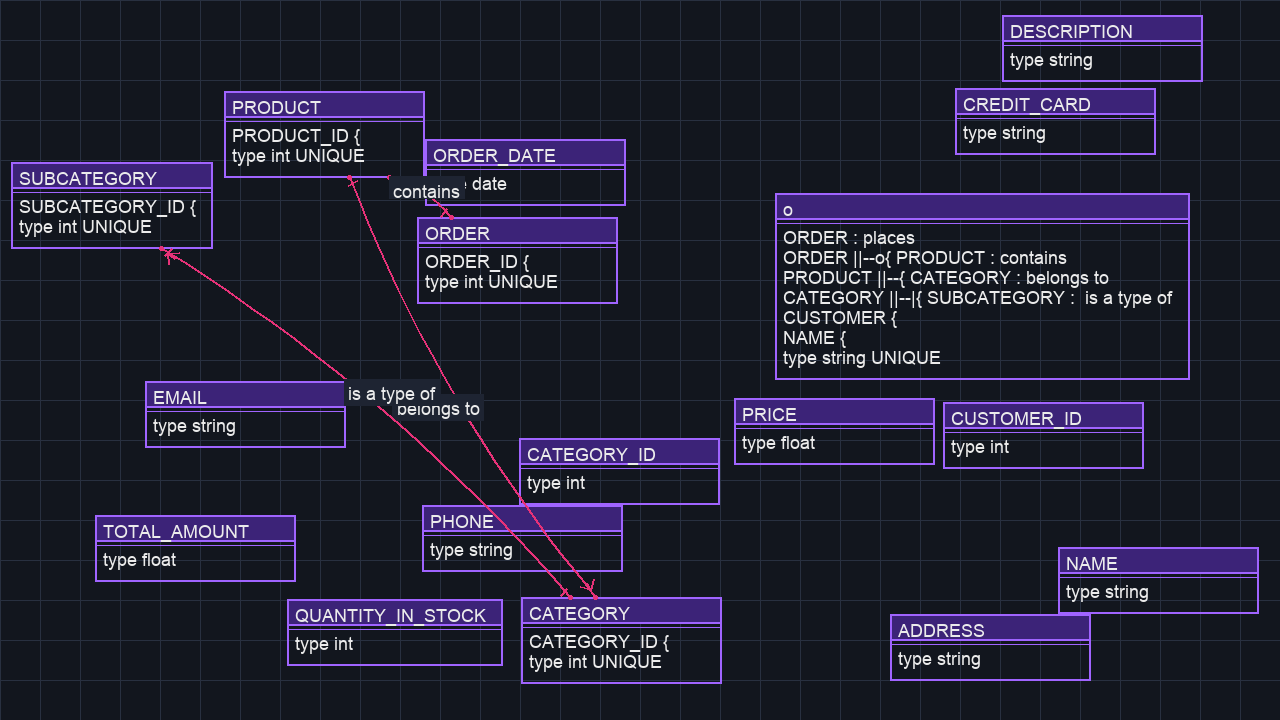 DESCRIPTION
type string
CREDIT_CARD
type string
PRODUCT
PRODUCT_ID {
type int UNIQUE
ORDER_DATE
date
contains
SUBCATEGORY
SUBCATEGORY_ID {
type int UNIQUE
ORDER
ORDER_ID {
type int UNIQUE
o
ORDER : places
ORDER ||--o{ PRODUCT : contains
PRODUCT ||--{ CATEGORY : belongs to
CATEGORY ||--|{ SUBCATEGORY :  is a type of
CUSTOMER {
NAME {
type string UNIQUE
EMAIL
type string
is a type of
belongs to
PRICE
type float
CUSTOMER_ID
type int
CATEGORY_ID
type int
PHONE
type string
TOTAL_AMOUNT
type float
NAME
type string
QUANTITY_IN_STOCK
type int
CATEGORY
CATEGORY_ID {
type int UNIQUE
ADDRESS
type string